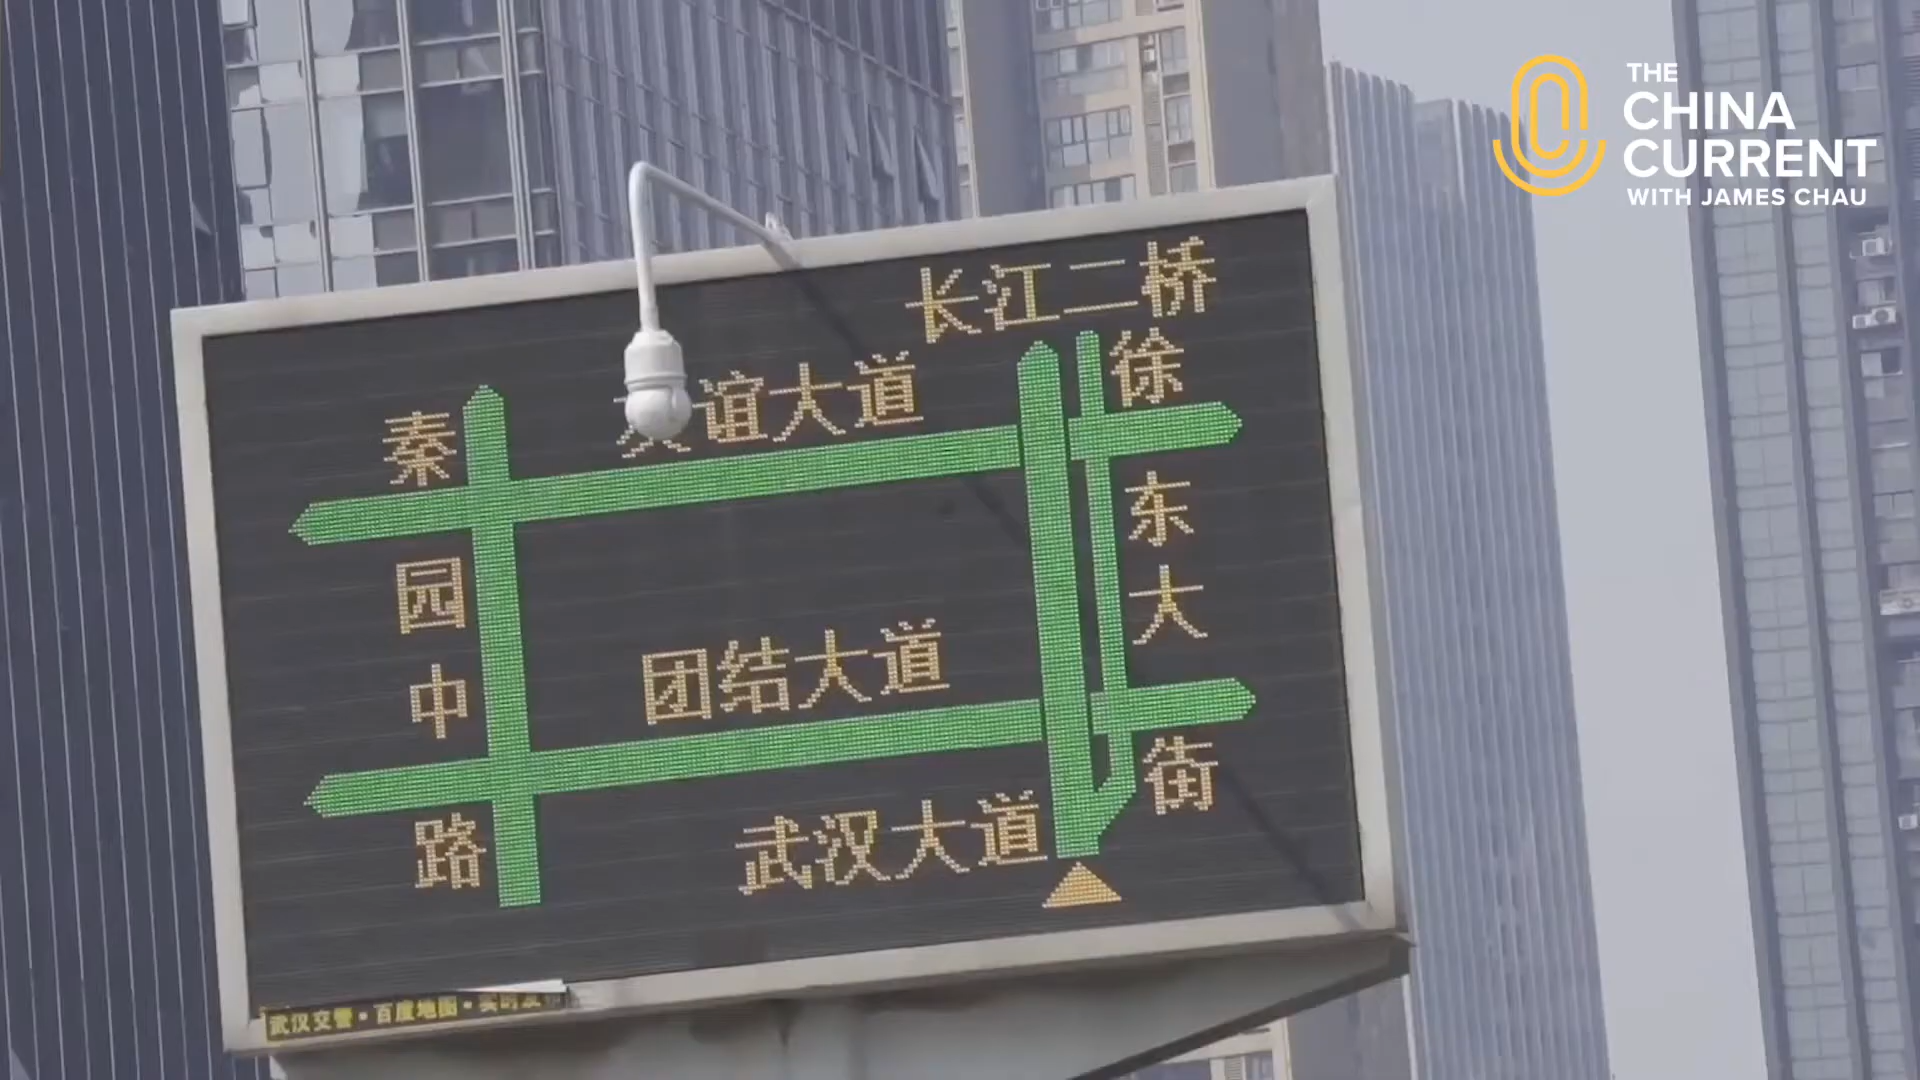 THE
CHINA
CURRENT
WITH JAMES CHAU
长江二桥
谊大道
徐东大街
秦园中路
团结大道
武汉大道
武汉交管·百度地图·实时发